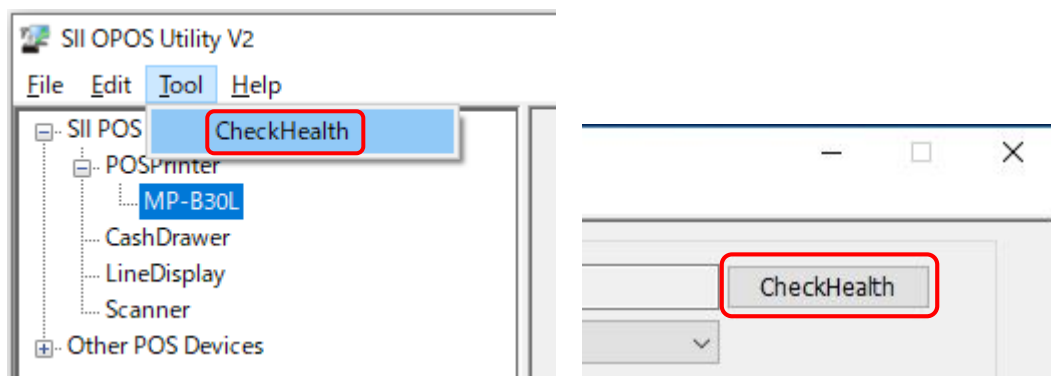 SII OPOS Utility V2
File Edit Tool Help
SII POS
CheckHealth
POSPrinter
MP-B30L
CashDrawer
LineDisplay
Scanner
Other POS Devices
CheckHealth